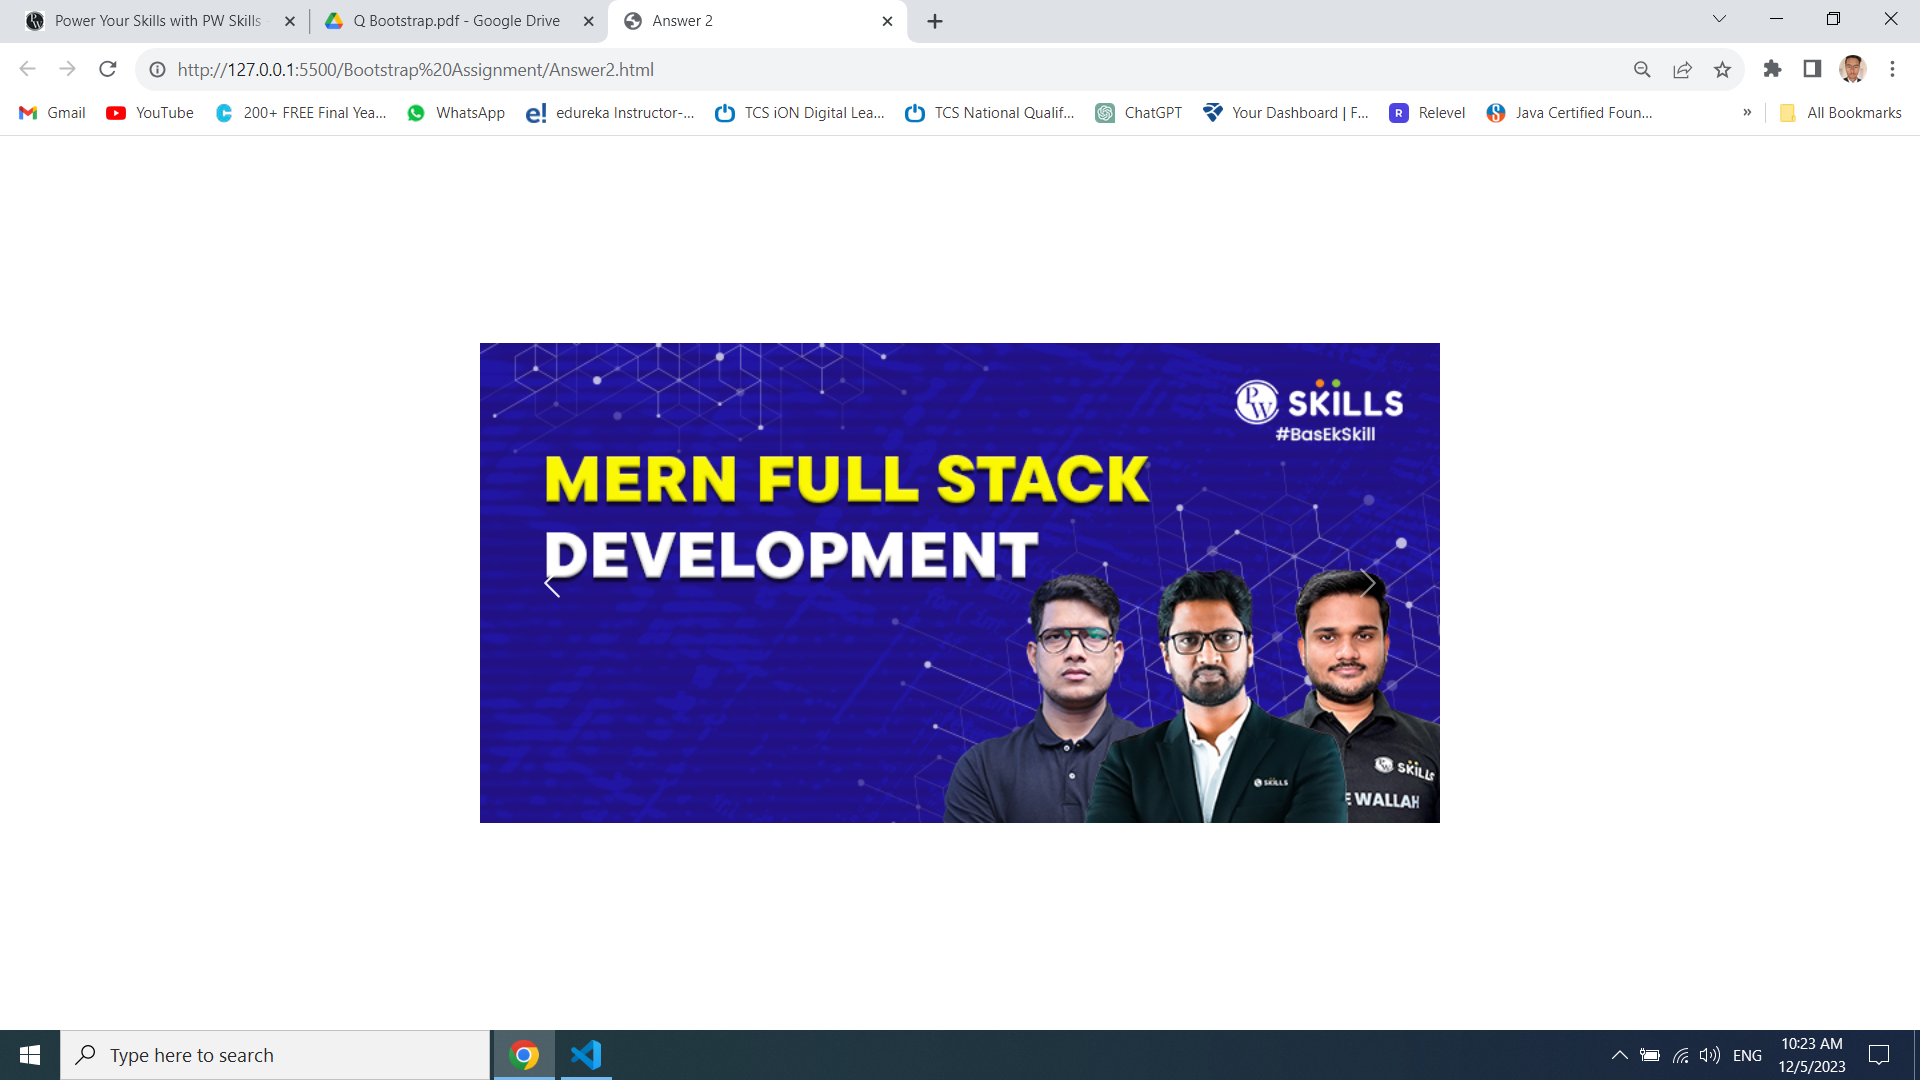 Power Your Skills with PW Skills
Q Bootstrap.pdf - Google Drive
Answer 2
http://127.0.0.1:5500/Bootstrap%20Assignment/Answer2.html
Gmail
YouTube
200+ FREE Final Yea...
WhatsApp
e! edureka Instructor-...
TCS iON Digital Lea...
TCS National Qualif...
ChatGPT
Your Dashboard | F...
R Relevel
Java Certified Foun...
»
All Bookmarks
PW SKILLS
#BasEkSkill
MERN FULL STACK
DEVELOPMENT
SKILLS
SKILLS
E WALLAH
Type here to search
ENG
10:23 AM
12/5/2023